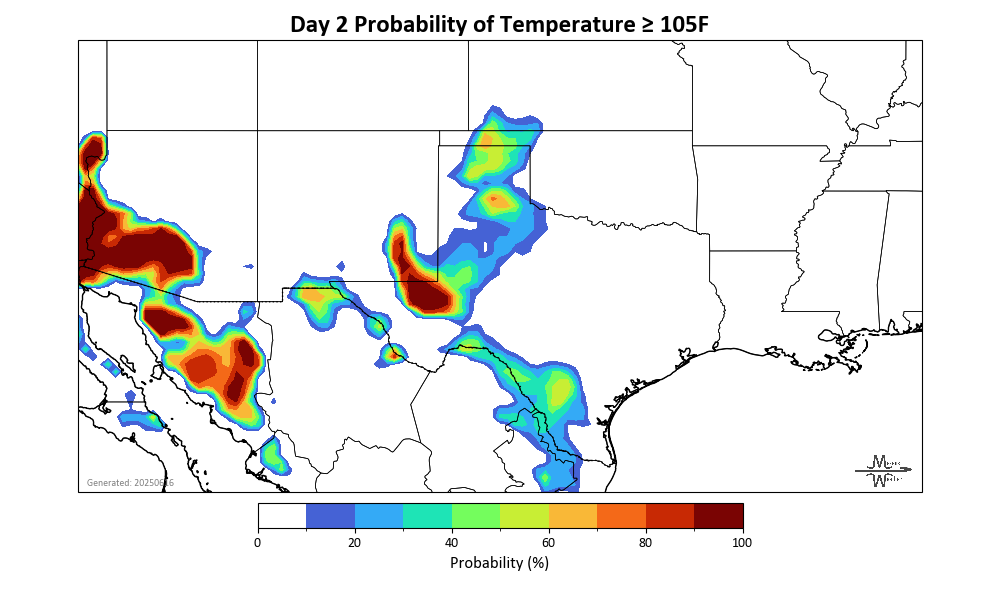 Day 2 Probability of Temperature ≥ 105F
Generated: 20250616
0 20 40 60 80 100
Probability (%)